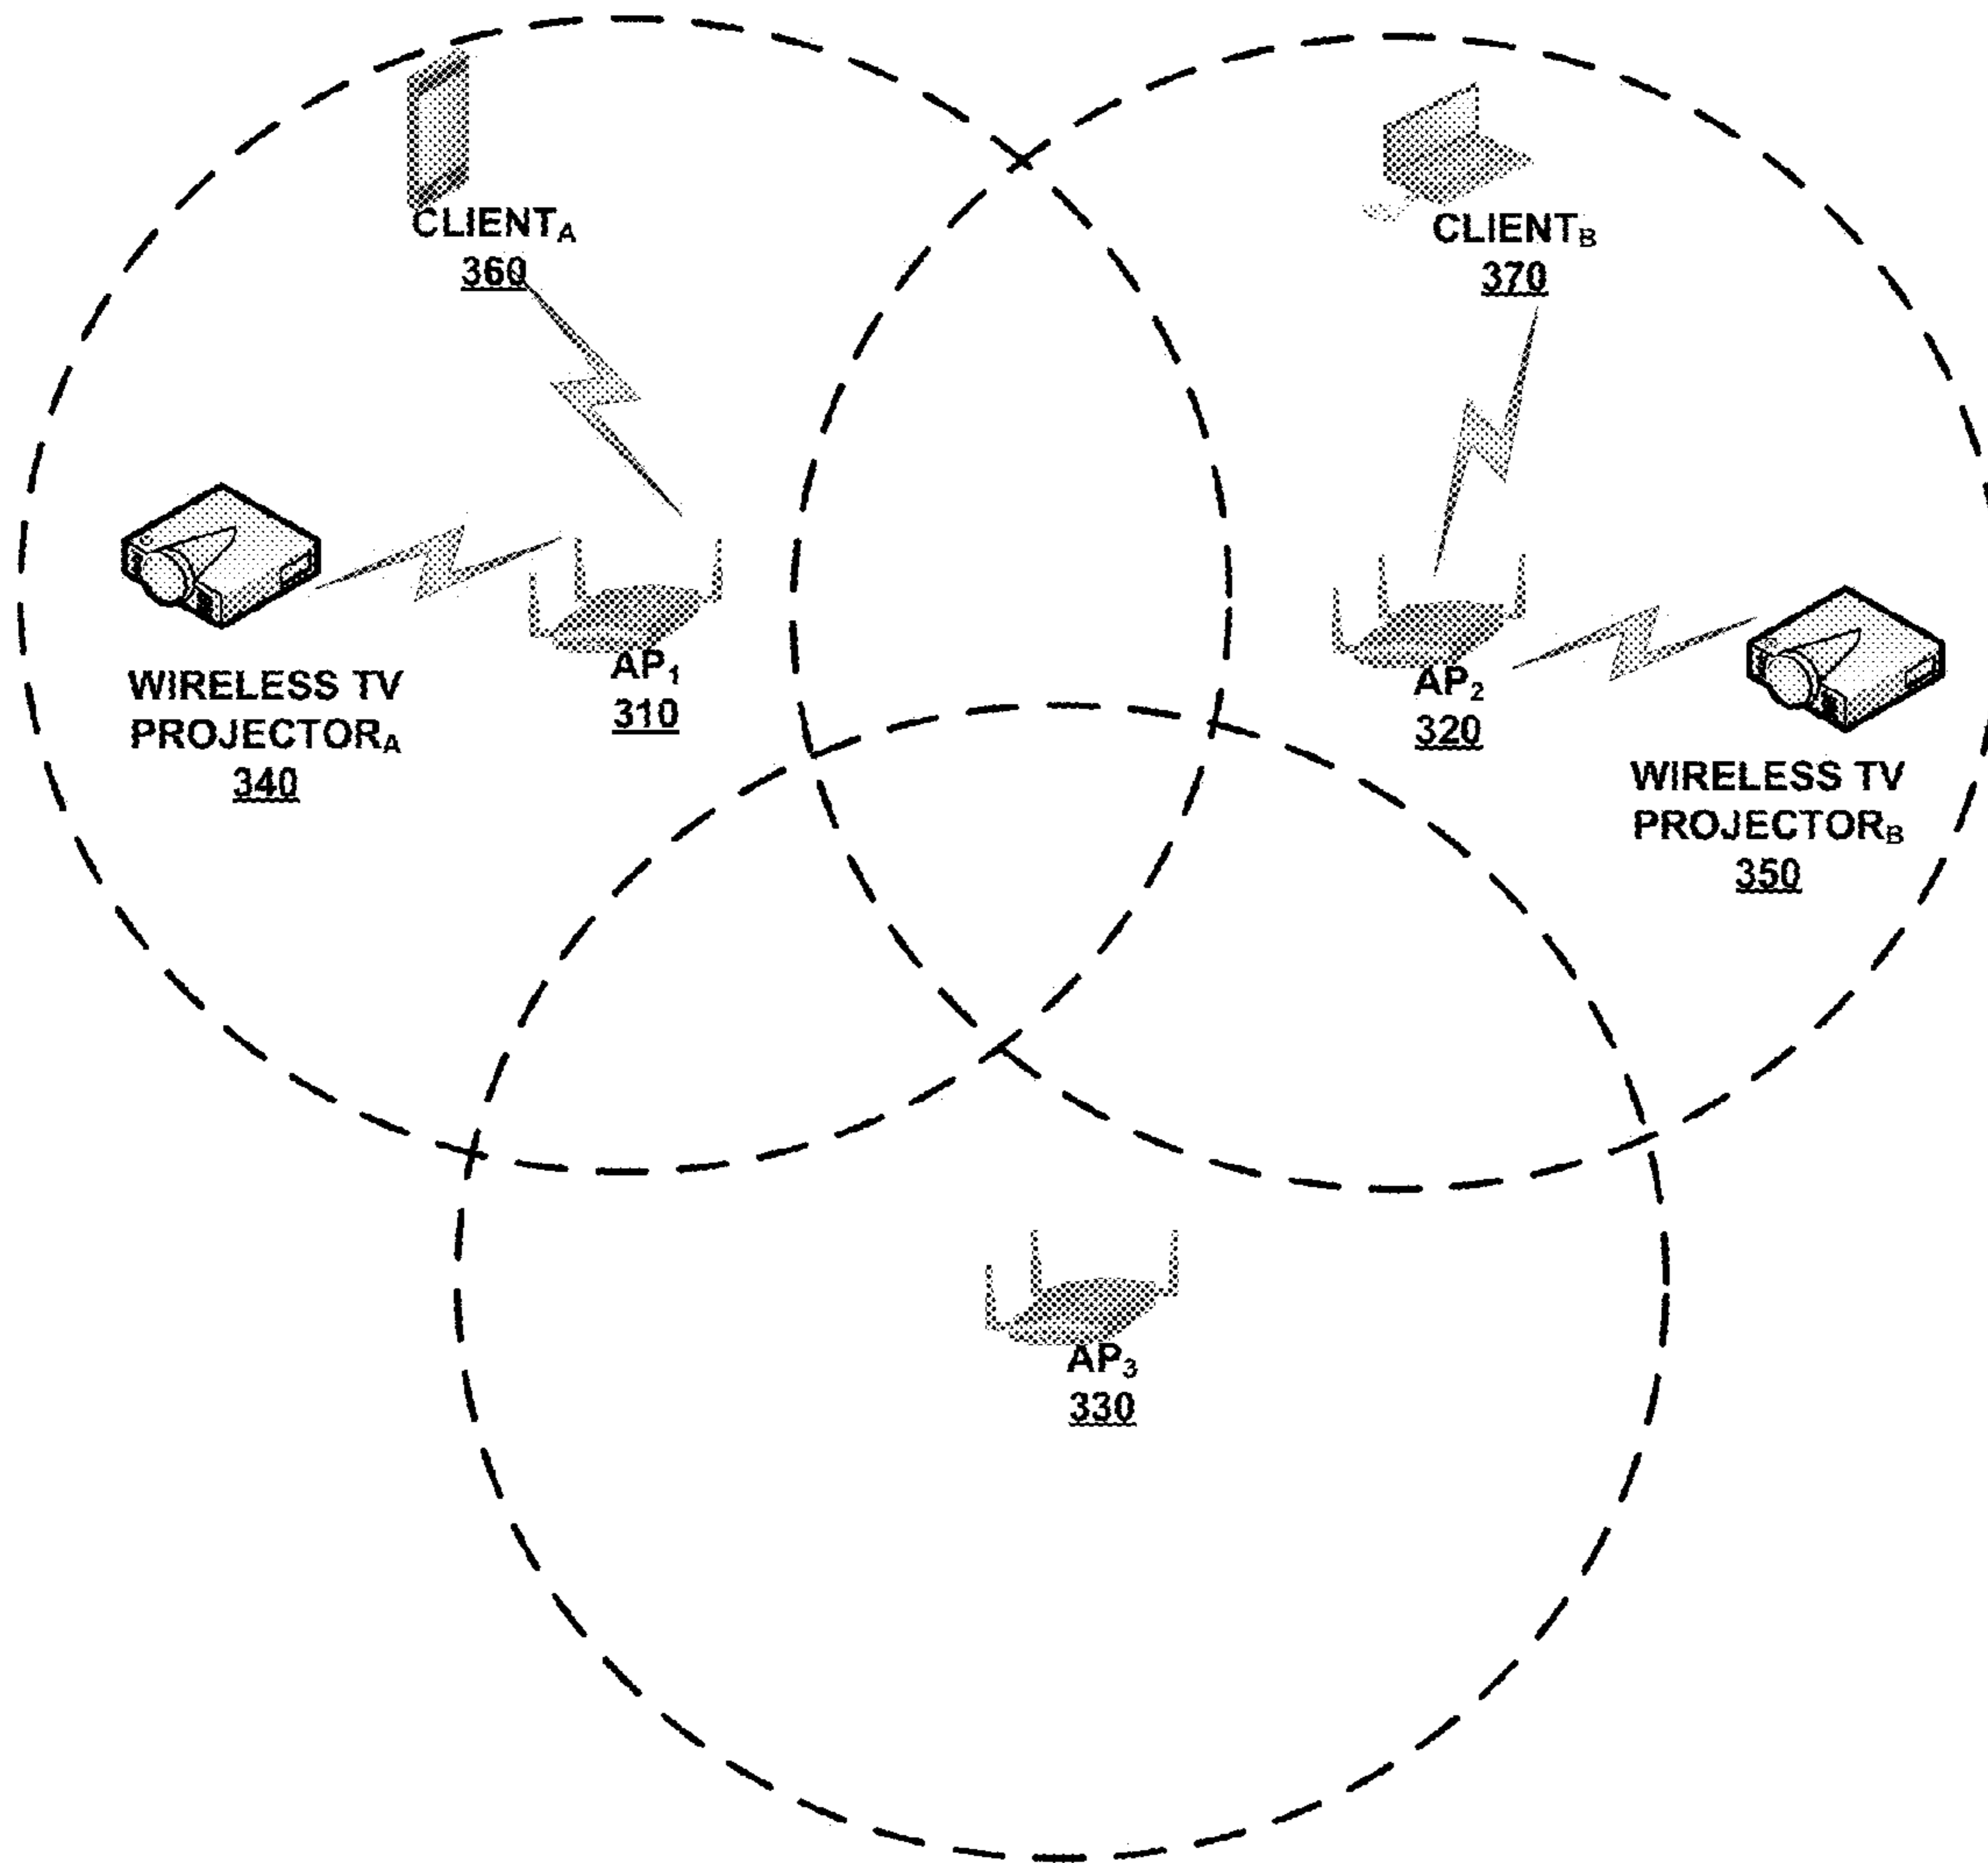 CLIENTA
360
CLIENTB
370
WIRELESS TV
PROJECTORA
340
AP1
310
AP2
320
WIRELESS TV
PROJECTORB
350
AP3
330